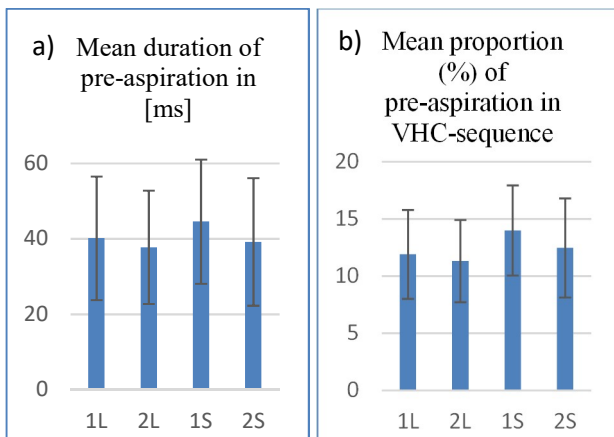 a) Mean duration of
pre-aspiration in
[ms]
60
40
20
0
1L 2L 1S 2S
b) Mean proportion
(%) of
pre-aspiration in
VHC-sequence
20
15
10
5
0
1L 2L 1S 2S